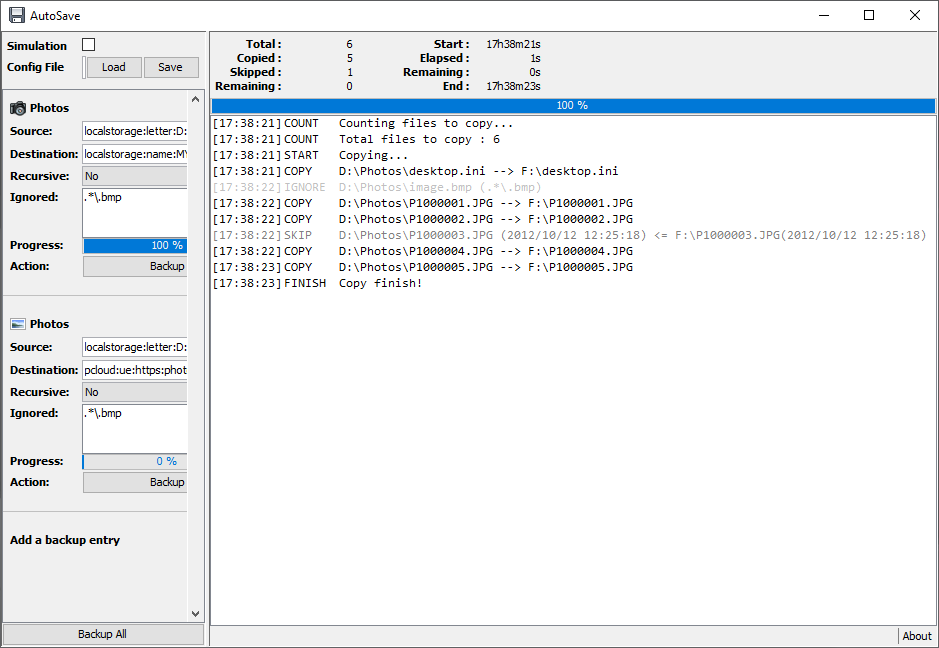 AutoSave
Simulation
Config File Load Save
Photos
Source: localstorage:letter:D:
Destination: localstorage:name:MY
Recursive: No
Ignored: .*\.bmp
Progress: 100 %
Action: Backup
Photos
Source: localstorage:letter:D:
Destination: pcloud:ue:https:phot
Recursive: No
Ignored: .*\.bmp
Progress: 0 %
Action: Backup
Add a backup entry
Backup All
Total : 6 Start : 17h38m21s
Copied : 5 Elapsed : 1s
Skipped : 1 Remaining : 0s
Remaining : 0 End : 17h38m23s
100 %
[17:38:21] COUNT Counting files to copy...
[17:38:21] COUNT Total files to copy : 6
[17:38:21] START Copying...
[17:38:21] COPY D:\Photos\desktop.ini --> F:\desktop.ini
[17:38:22] IGNORE D:\Photos\image.bmp (.*\.bmp)
[17:38:22] COPY D:\Photos\P1000001.JPG --> F:\P1000001.JPG
[17:38:22] COPY D:\Photos\P1000002.JPG --> F:\P1000002.JPG
[17:38:22] SKIP D:\Photos\P1000003.JPG (2012/10/12 12:25:18) <= F:\P1000003.JPG(2012/10/12 12:25:18)
[17:38:22] COPY D:\Photos\P1000004.JPG --> F:\P1000004.JPG
[17:38:23] COPY D:\Photos\P1000005.JPG --> F:\P1000005.JPG
[17:38:23] FINISH Copy finish!
About